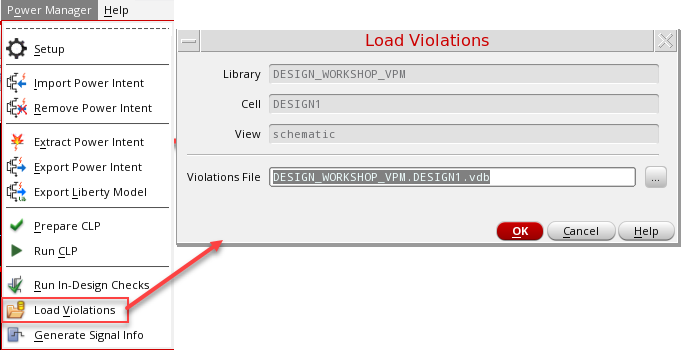 Power Manager Help
Setup
Import Power Intent
Remove Power Intent
Extract Power Intent
Export Power Intent
Export Liberty Model
Prepare CLP
Run CLP
Run In-Design Checks
Load Violations
Generate Signal Info
Load Violations
Library DESIGN_WORKSHOP_VPM
Cell DESIGN1
View schematic
Violations File DESIGN_WORKSHOP_VPM.DESIGN1.vdb ...
OK Cancel Help